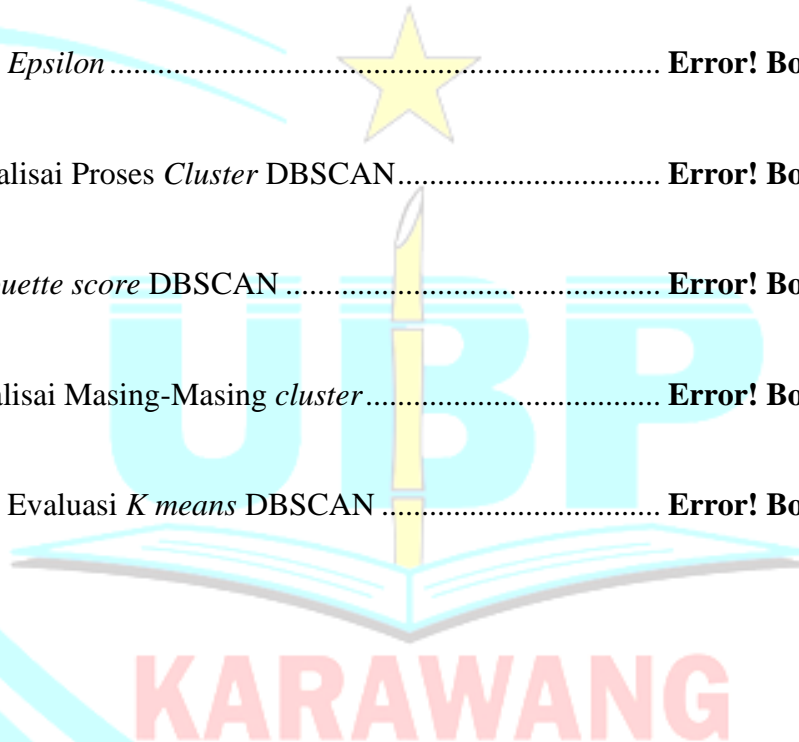 Epsilon ...................................................................... Error! Bo
alisai Proses Cluster DBSCAN ................................. Error! Bo
uette score DBSCAN ................................................ Error! Bo
alisai Masing-Masing cluster ..................................... Error! Bo
Evaluasi K means DBSCAN ................................... Error! Bo
UBP
KARAWANG